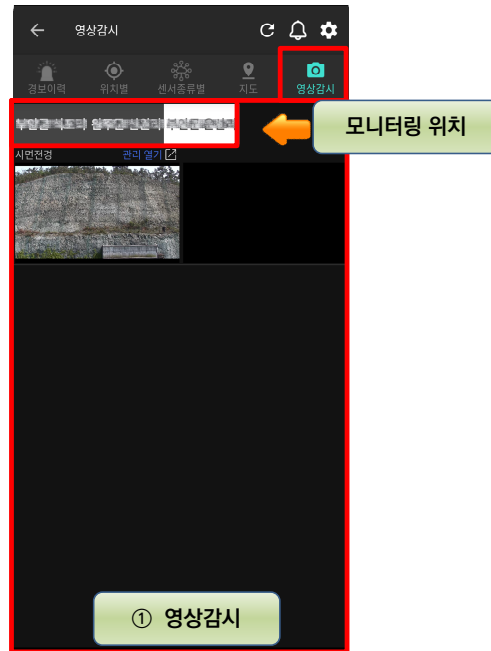 영상감시
경보이력 위치별 센서종류별 지도 영상감시
모니터링 위치
사면전경 관리 열기
① 영상감시